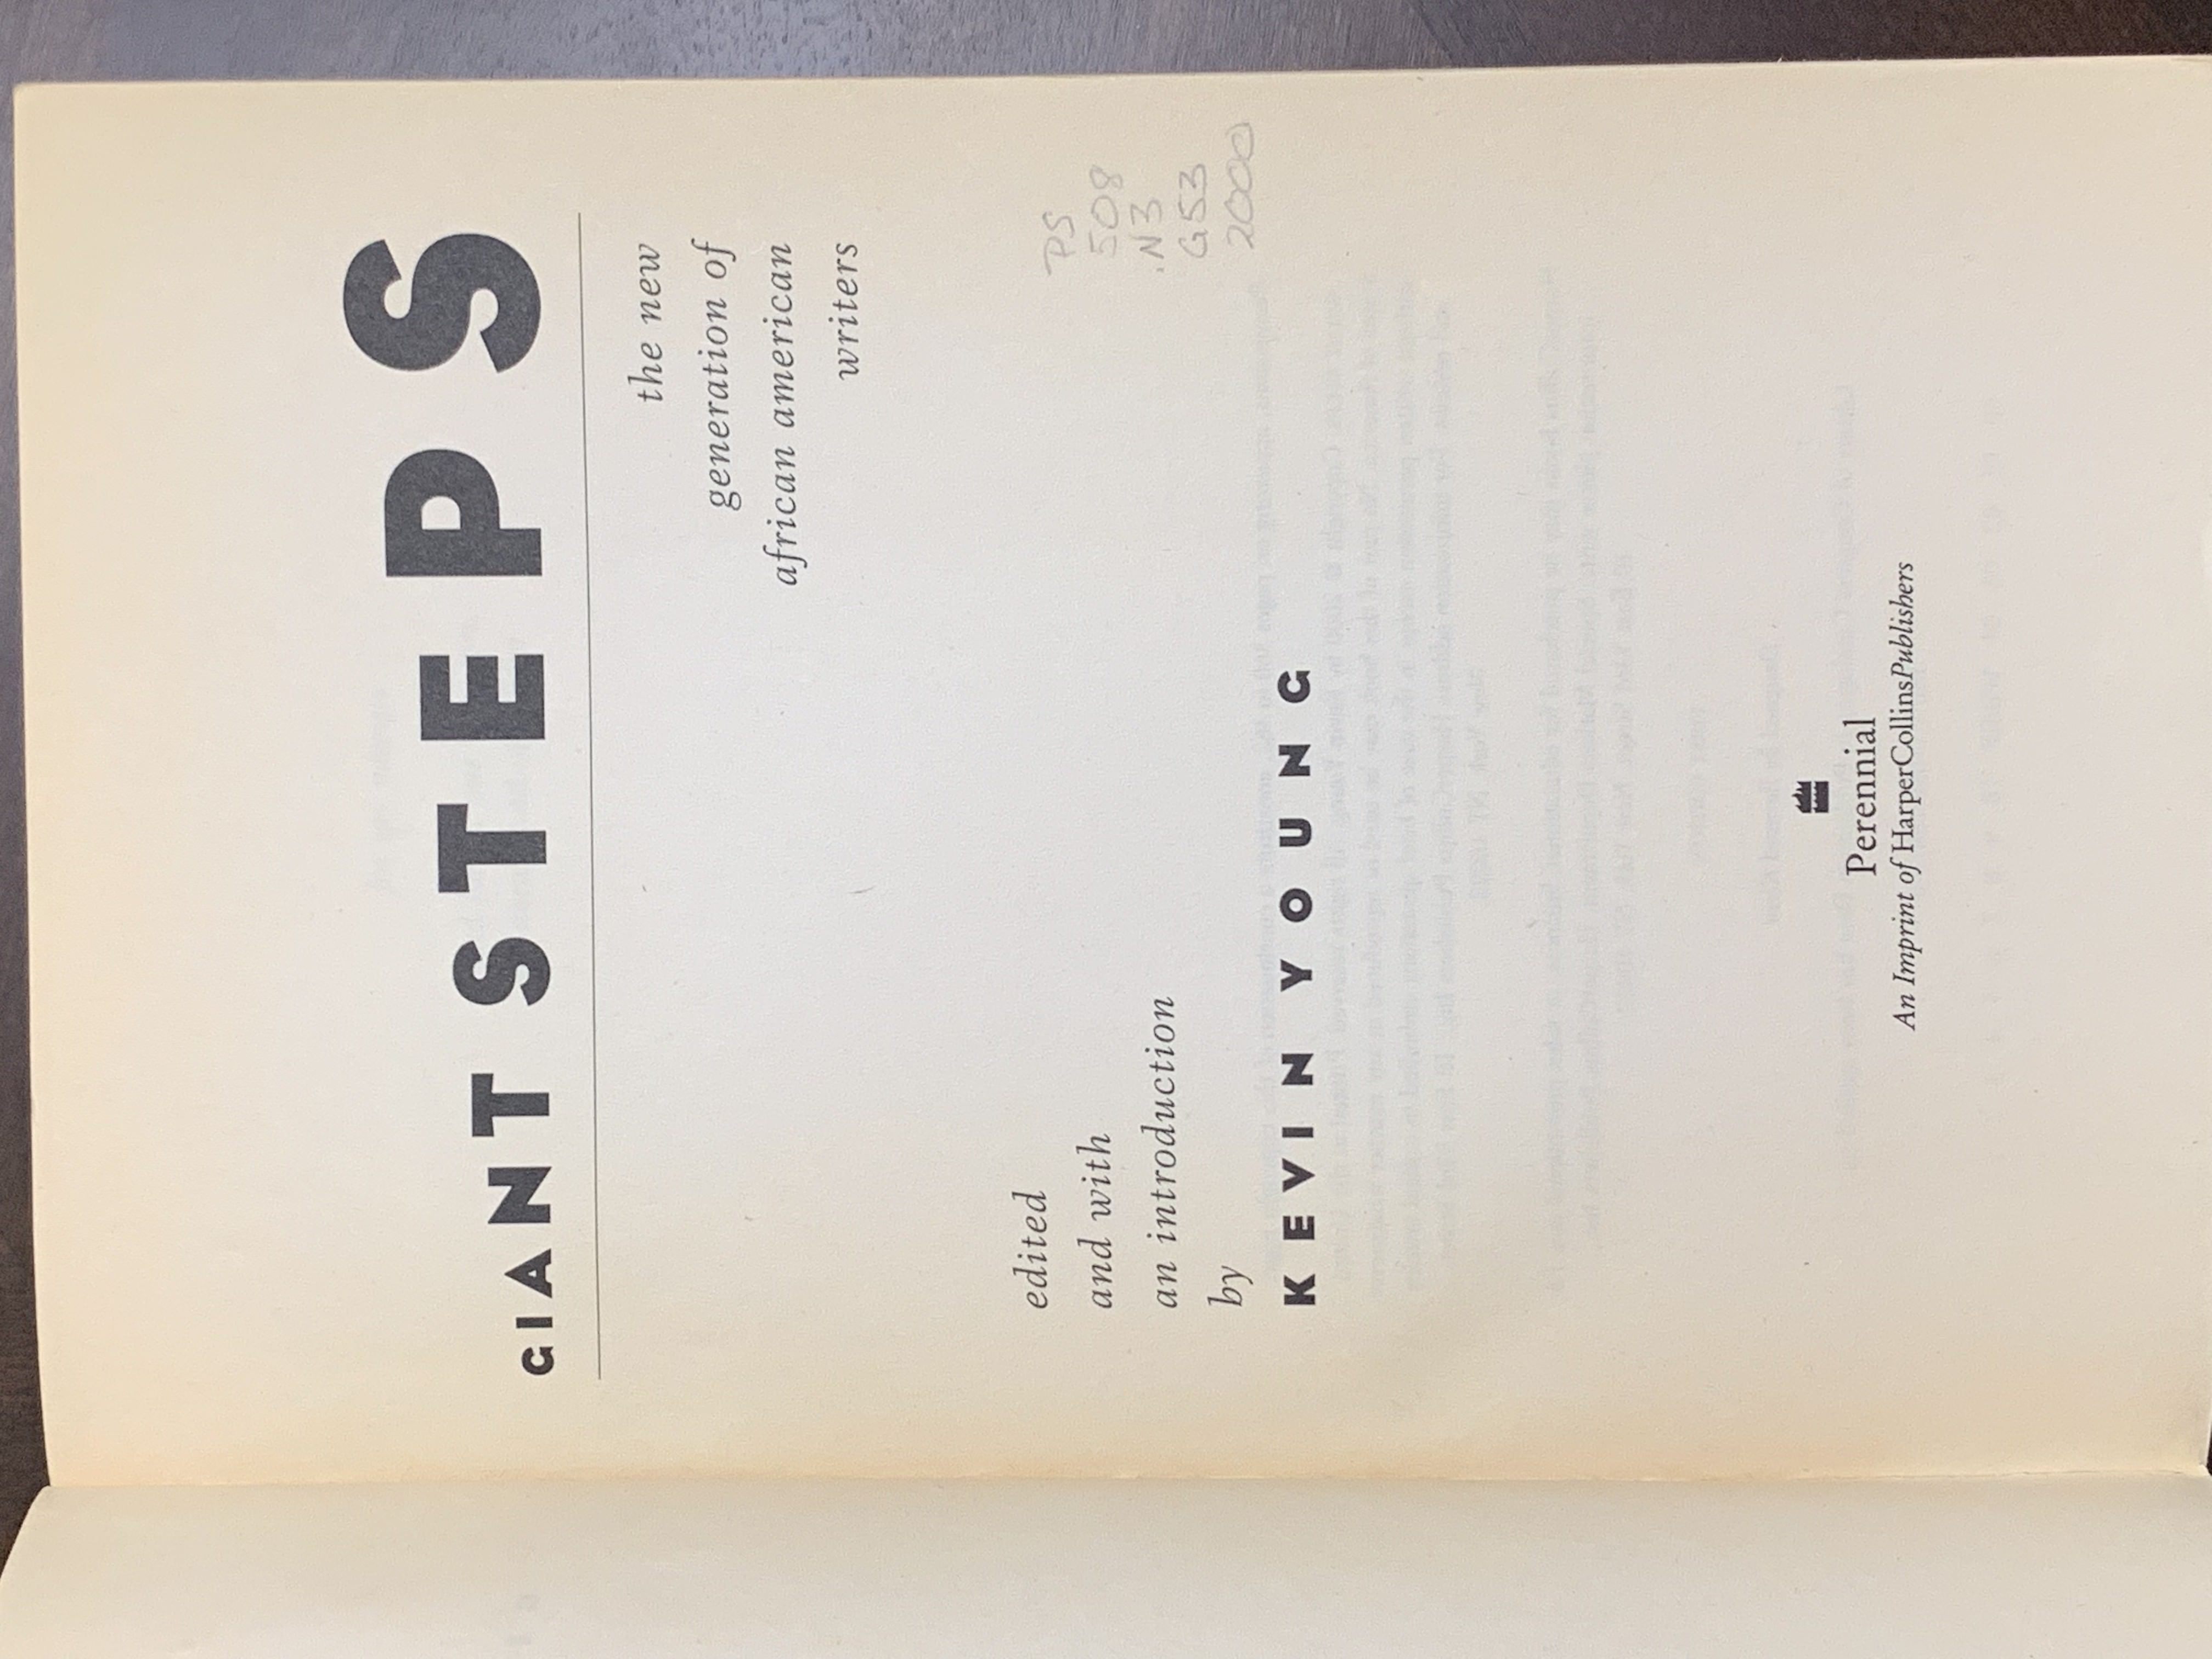 GIANT STEPS
the new
generation of
african american
writers
PS
508
.N3
G53
2000
edited
and with
an introduction
by
KEVIN YOUNG
Perennial
An Imprint of HarperCollinsPublishers